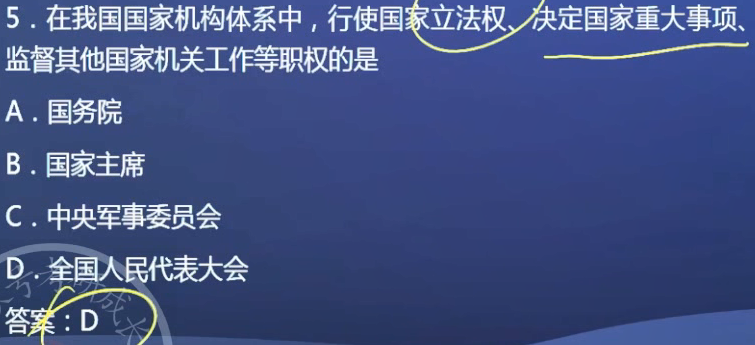 5．在我国国家机构体系中，行使国家立法权、决定国家重大事项、
监督其他国家机关工作等职权的是
A．国务院
B．国家主席
C．中央军事委员会
D．全国人民代表大会
答案：D